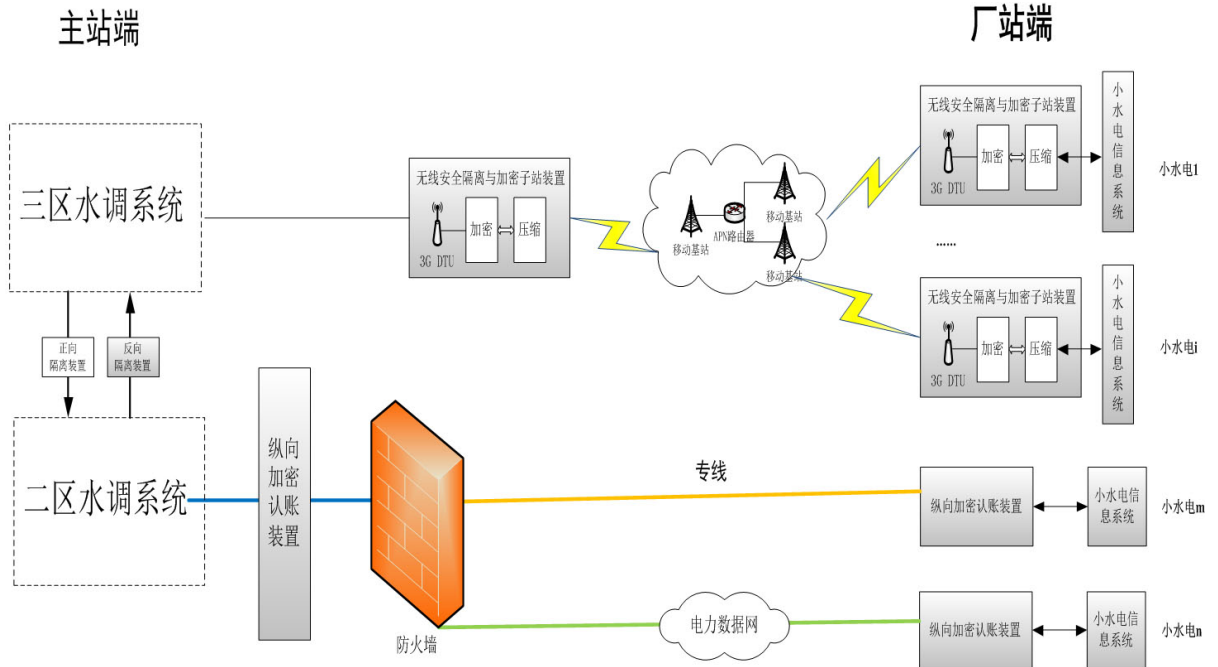 主站端
厂站端
三区水调系统
无线安全隔离与加密子站装置
3G DTU
加密
压缩
移动基站
APN路由器
移动基站
移动基站
无线安全隔离与加密子站装置
3G DTU
加密
压缩
小水电信息系统
小水电1
......
无线安全隔离与加密子站装置
3G DTU
加密
压缩
小水电信息系统
小水电i
正向
隔离装置
反向
隔离装置
二区水调系统
纵向
加密
认账
装置
防火墙
专线
纵向加密认账装置
小水电信
息系统
小水电m
电力数据网
纵向加密认账装置
小水电信
息系统
小水电n